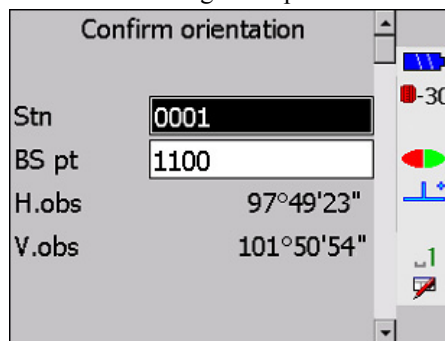 Confirm orientation
Stn 0001
BS pt 1100
H.obs 97°49'23"
V.obs 101°50'54"
-30
1